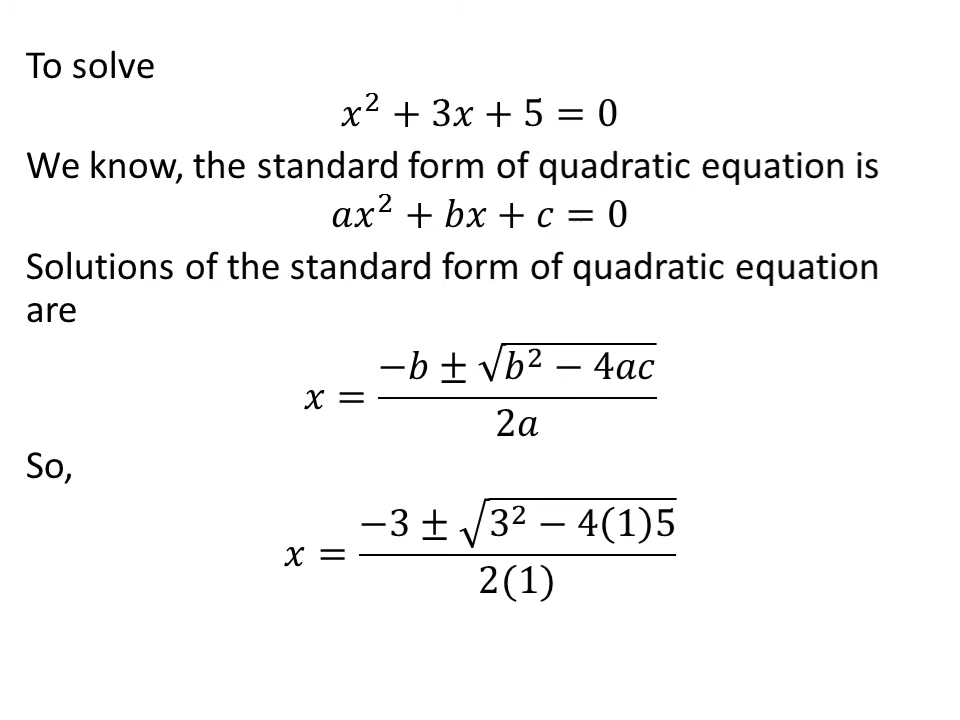 To solve
𝑥² + 3𝑥 + 5 = 0
We know, the standard form of quadratic equation is
𝑎𝑥² + 𝑏𝑥 + 𝑐 = 0
Solutions of the standard form of quadratic equation
are
𝑥 = (−𝑏 ± √(𝑏² − 4𝑎𝑐)) / 2𝑎
So,
𝑥 = (−3 ± √(3² − 4(1)5)) / 2(1)